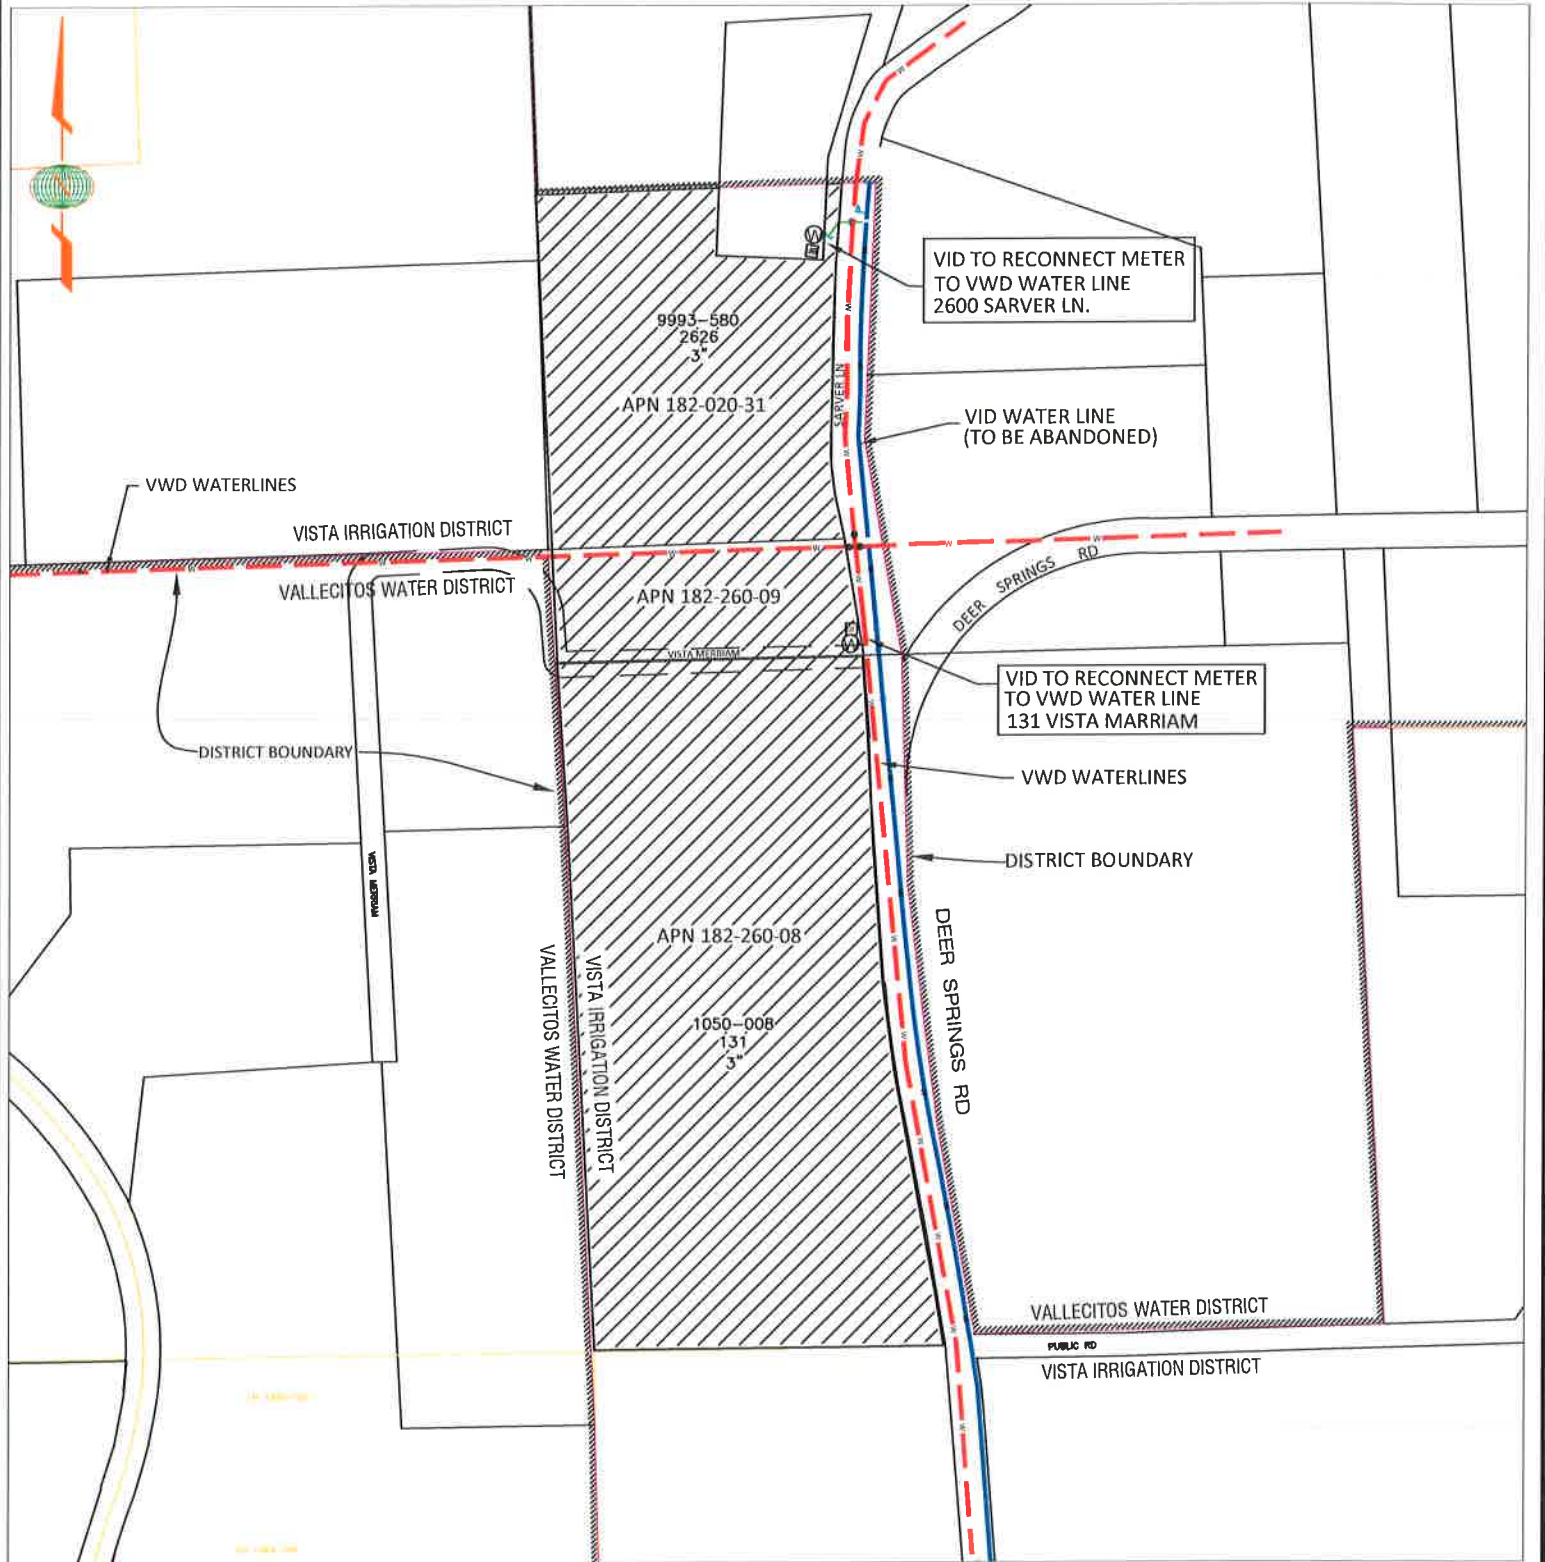 VID TO RECONNECT METER
TO VWD WATER LINE
2600 SARVER LN.
9993-580
2626
3"
APN 182-020-31
SARVER LN
VID WATER LINE
(TO BE ABANDONED)
VWD WATERLINES
VISTA IRRIGATION DISTRICT
VALLECITOS WATER DISTRICT
APN 182-260-09
DEER SPRINGS RD
VISTA MERRIAM
VID TO RECONNECT METER
TO VWD WATER LINE
131 VISTA MARRIAM
DISTRICT BOUNDARY
VWD WATERLINES
DISTRICT BOUNDARY
VISTA MERRIAM
APN 182-260-08
DEER SPRINGS RD
VALLECITOS WATER DISTRICT
VISTA IRRIGATION DISTRICT
1050-008
131
3"
VALLECITOS WATER DISTRICT
PUBLIC RD
VISTA IRRIGATION DISTRICT